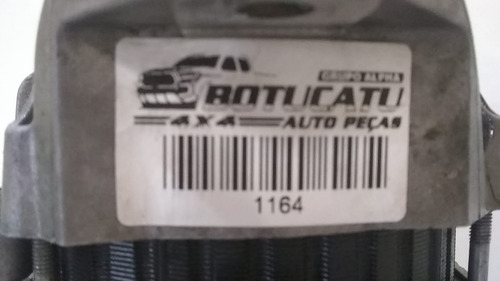 GRUPO ALPHA
BOTUCATU
4X4 AUTO PEÇAS
1164